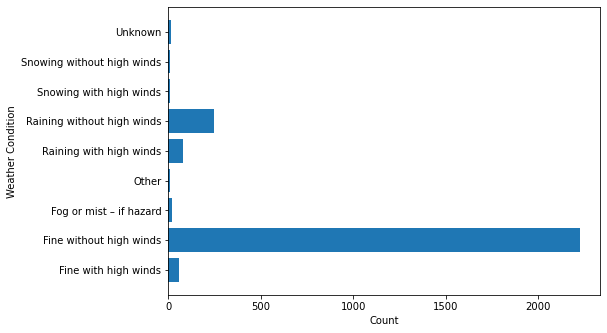 Weather Condition
Unknown
Snowing without high winds
Snowing with high winds
Raining without high winds
Raining with high winds
Other
Fog or mist – if hazard
Fine without high winds
Fine with high winds
0 500 1000 1500 2000
Count